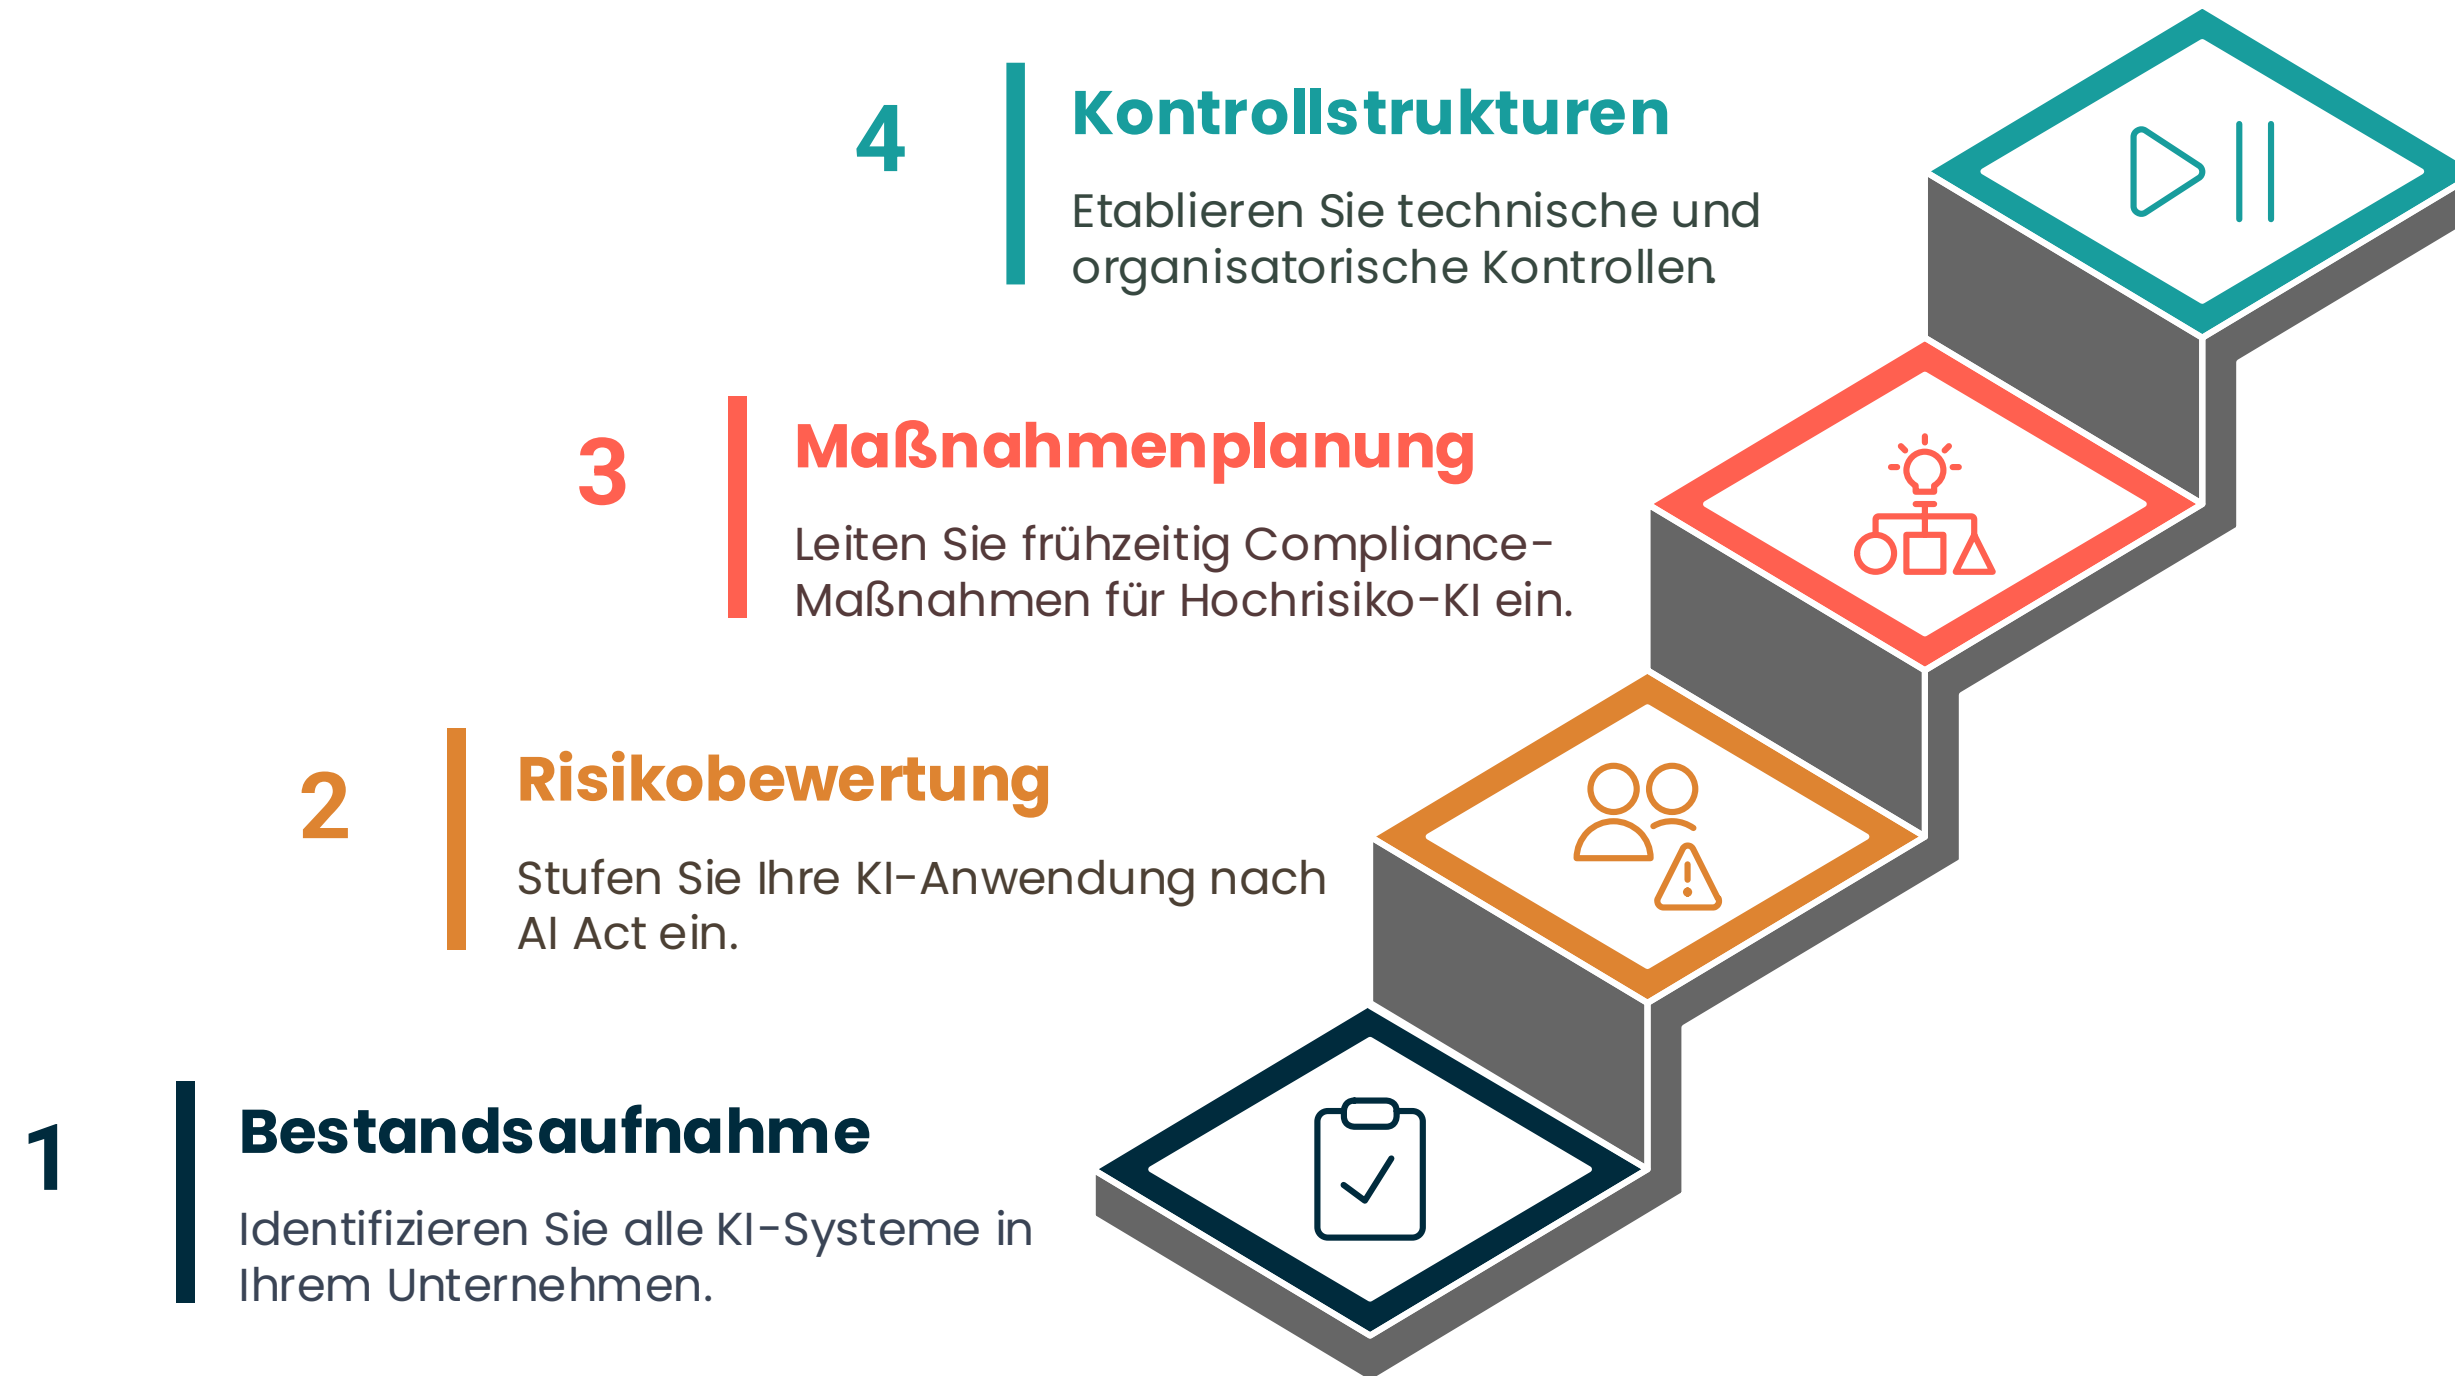 4
Kontrollstrukturen
Etablieren Sie technische und
organisatorische Kontrollen.
3
Maßnahmenplanung
Leiten Sie frühzeitig Compliance-
Maßnahmen für Hochrisiko-KI ein.
2
Risikobewertung
Stufen Sie Ihre KI-Anwendung nach
AI Act ein.
1
Bestandsaufnahme
Identifizieren Sie alle KI-Systeme in
Ihrem Unternehmen.